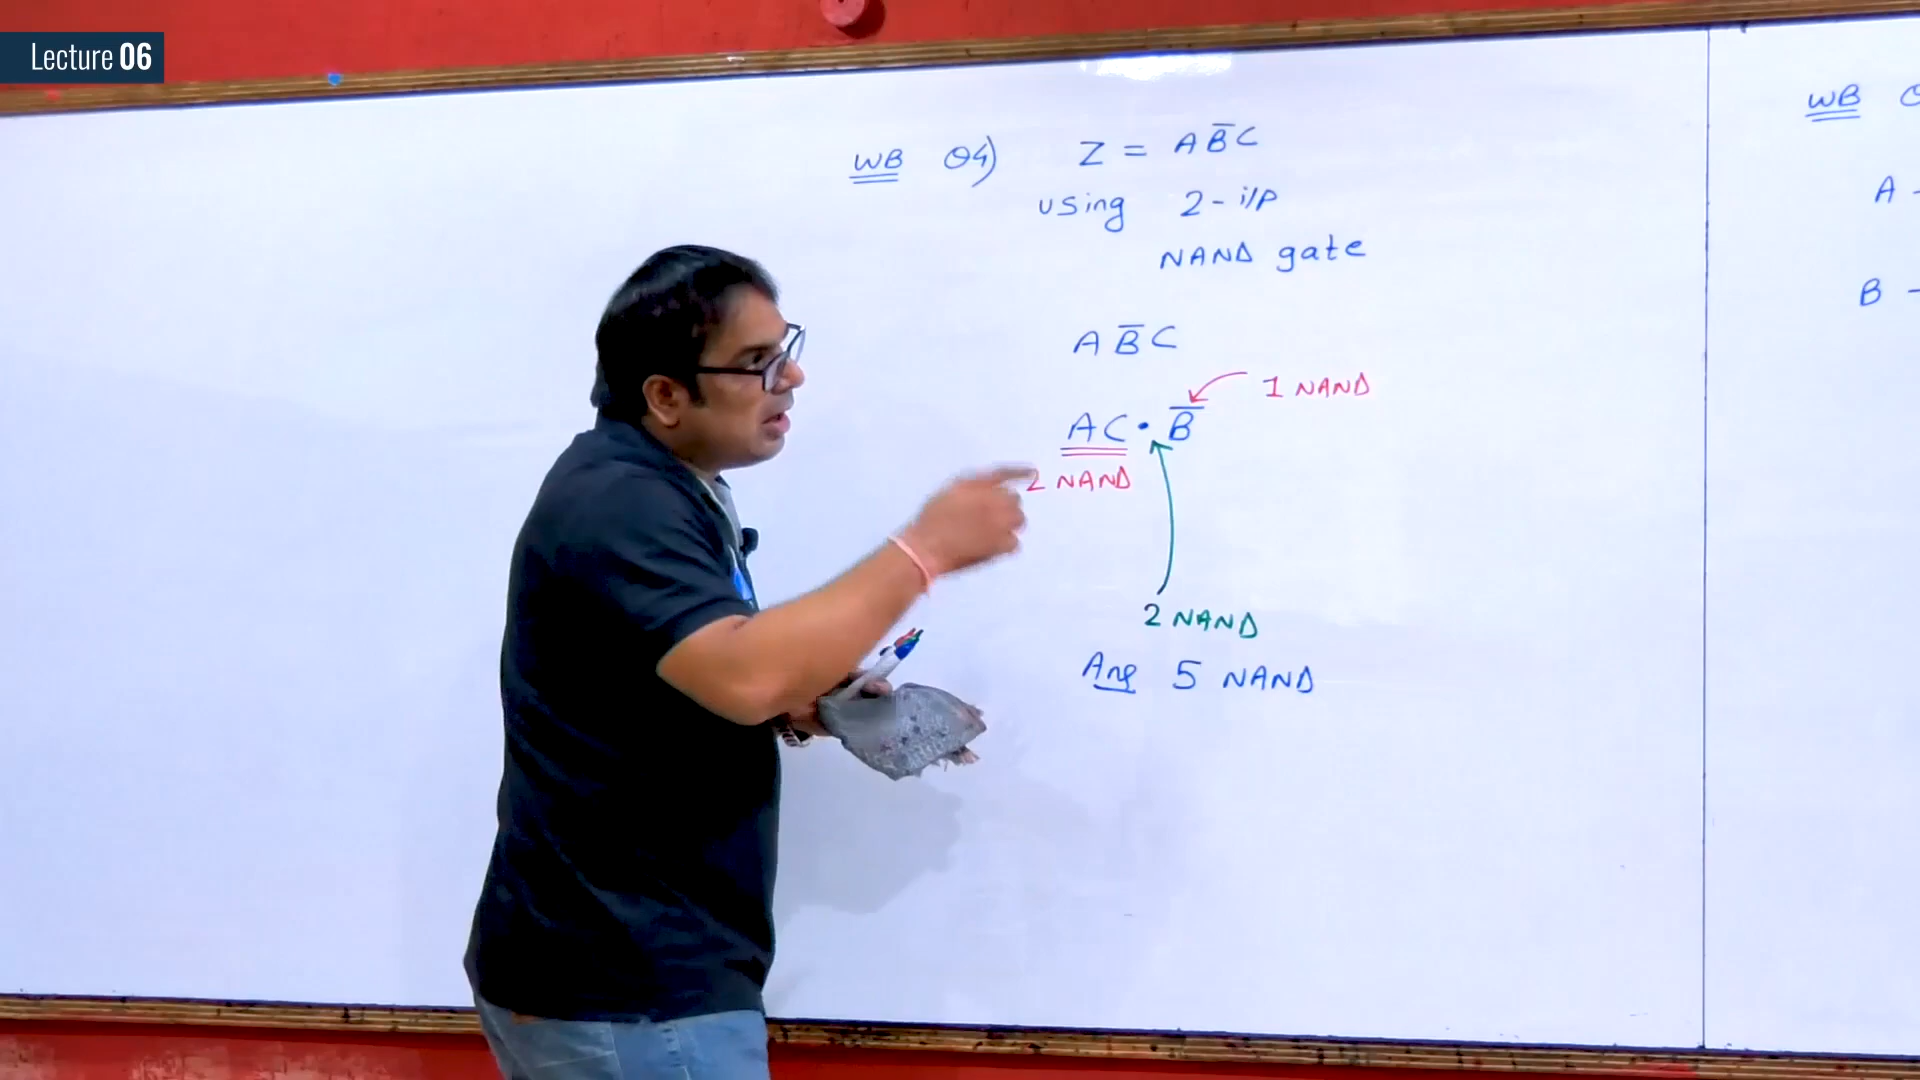 Lecture 06
WB Q4) Z = AB̅C
using 2-i/p
NAND gate
AB̅C
1 NAND
AC • B̅
2 NAND
2 NAND
Ans 5 NAND
WB
A -
B -